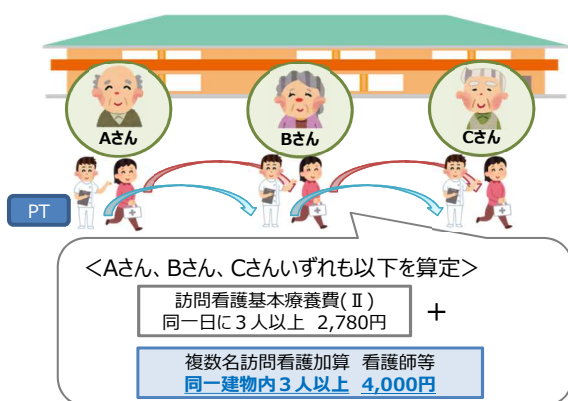 Aさん
Bさん
Cさん
PT
＜Aさん、Bさん、Cさんいずれも以下を算定＞
訪問看護基本療養費(Ⅱ)
同一日に３人以上 2,780円
＋
複数名訪問看護加算 看護師等
同一建物内３人以上 4,000円